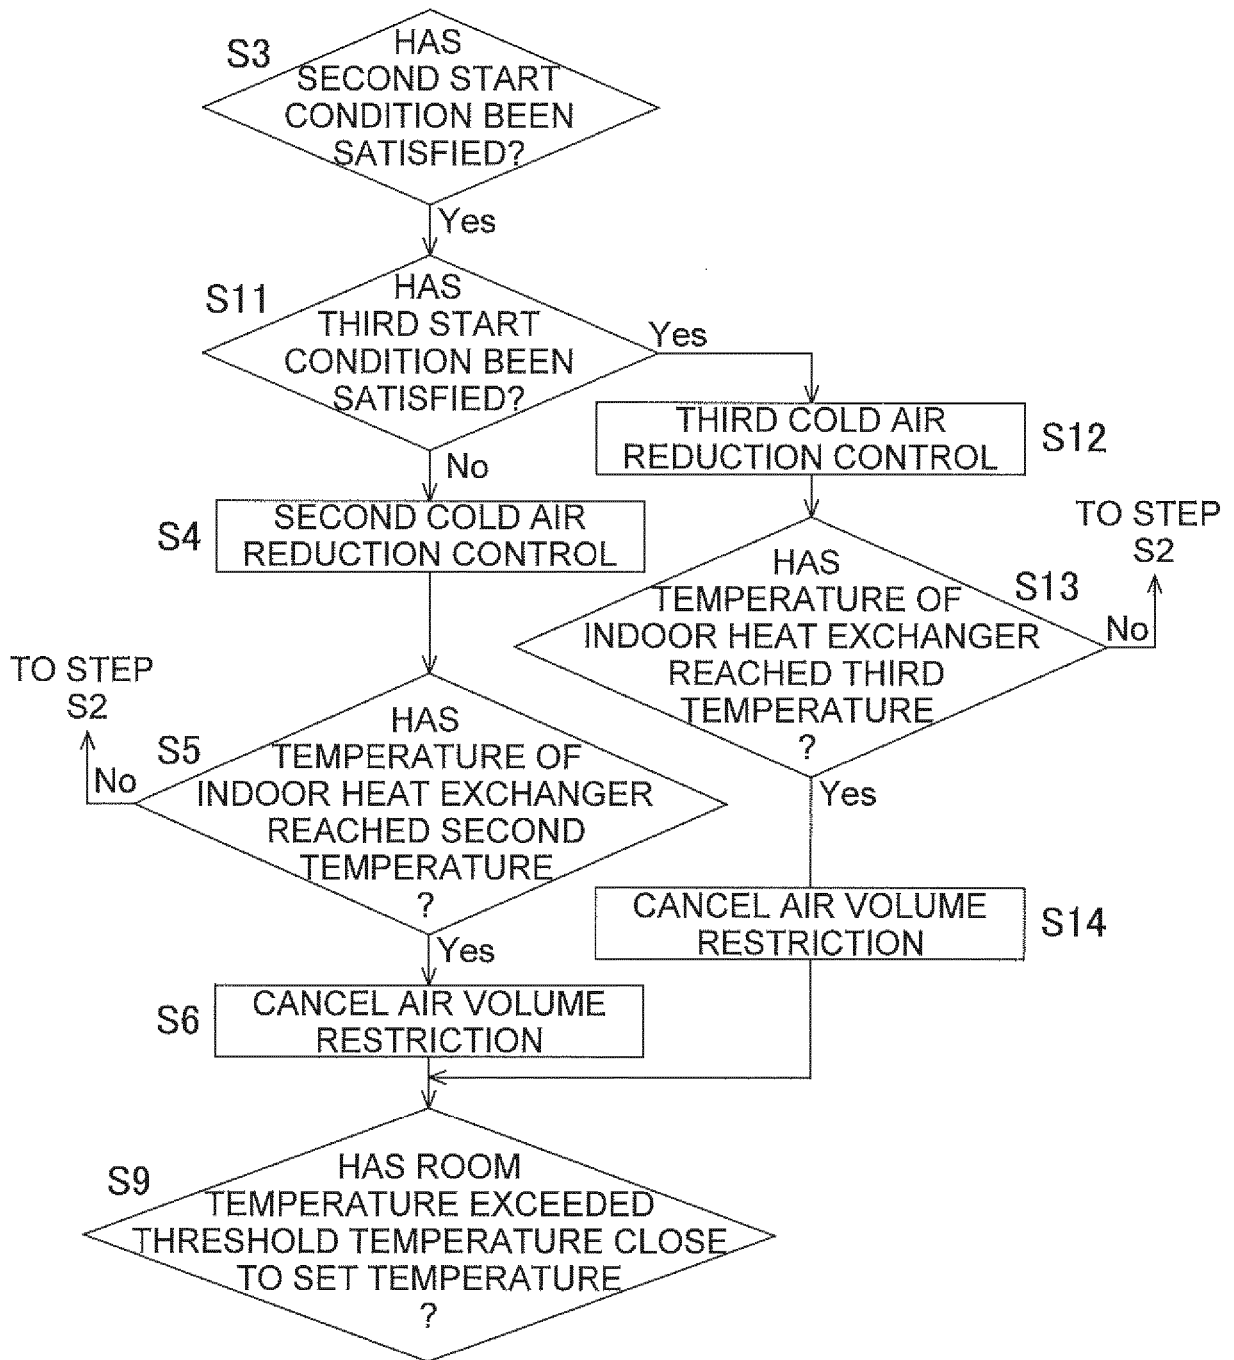 S3
HAS
SECOND START
CONDITION BEEN
SATISFIED?
Yes
S11
HAS
THIRD START
CONDITION BEEN
SATISFIED?
Yes
No
THIRD COLD AIR
REDUCTION CONTROL
S12
S4
SECOND COLD AIR
REDUCTION CONTROL
S13
HAS
TEMPERATURE OF
INDOOR HEAT EXCHANGER
REACHED THIRD
TEMPERATURE
?
No
TO STEP
S2
Yes
TO STEP
S2
No
S5
HAS
TEMPERATURE OF
INDOOR HEAT EXCHANGER
REACHED SECOND
TEMPERATURE
?
Yes
CANCEL AIR VOLUME
RESTRICTION
S14
S6
CANCEL AIR VOLUME
RESTRICTION
S9
HAS ROOM
TEMPERATURE EXCEEDED
THRESHOLD TEMPERATURE CLOSE
TO SET TEMPERATURE
?